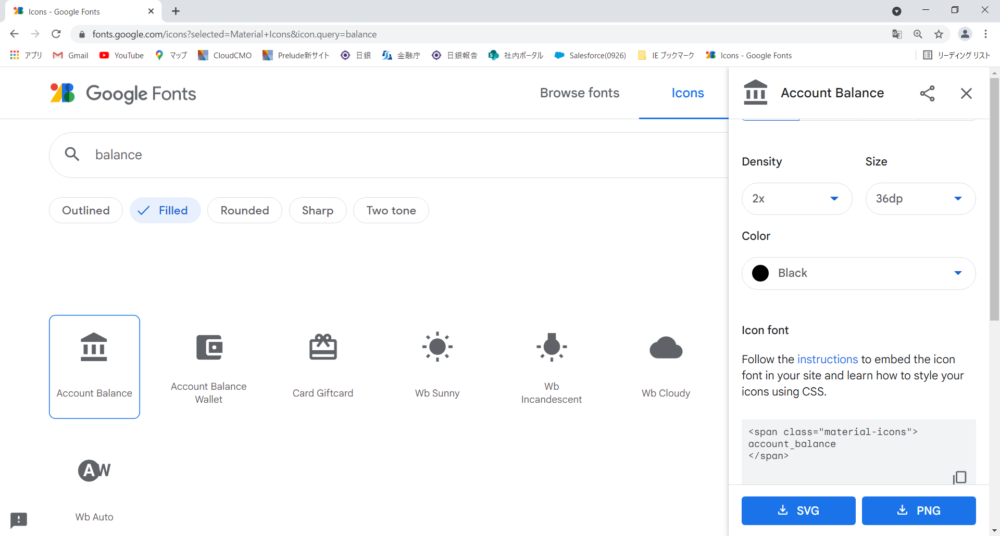 Icons - Google Fonts
fonts.google.com/icons?selected=Material+Icons&icon.query=balance
アプリ Gmail YouTube マップ CloudCMO Prelude新サイト 日銀 金融庁 日銀報告 社内ポータル Salesforce(0926) IE ブックマーク Icons - Google Fonts リーディング リスト
Google Fonts
Browse fonts
Icons
Account Balance
balance
Outlined
Filled
Rounded
Sharp
Two tone
Density
Size
2x
36dp
Color
Black
Account Balance
Account Balance
Wallet
Card Giftcard
Wb Sunny
Wb
Incandescent
Wb Cloudy
AW
Wb Auto
Icon font
Follow the instructions to embed the icon
font in your site and learn how to style your
icons using CSS.
<span class="material-icons">
account_balance
</span>
SVG
PNG